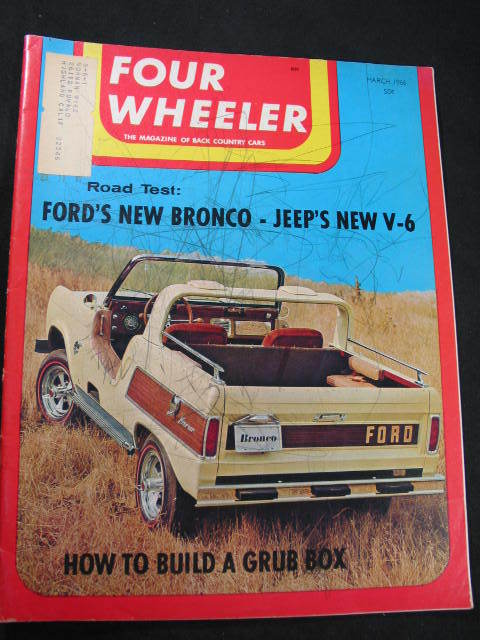 FOUR
WHEELER
THE MAGAZINE OF BACK COUNTRY CARS
MARCH, 1966
50¢
Road Test:
FORD'S NEW BRONCO - JEEP'S NEW V-6
Bronco
FORD
HOW TO BUILD A GRUB BOX